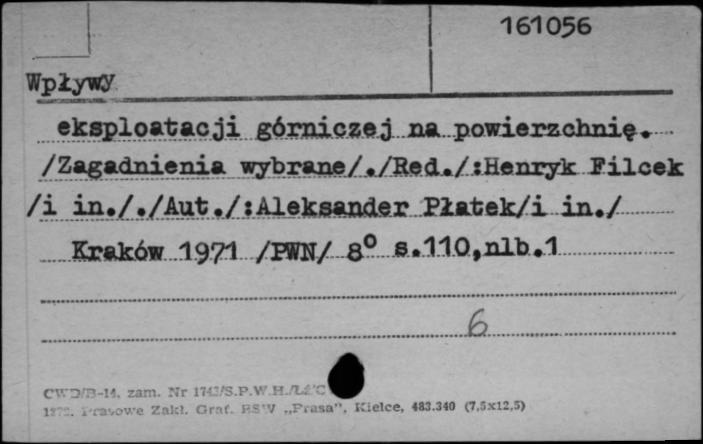 161056
Wpływy
eksploatacji górniczej na powierzchnię.
/Zagadnienia wybrane/./Red./:Henryk Filcek
/i in././Aut./:Aleksander Płatek/i in./
Kraków 1971 /PWN/ 8° s.110,nlb.1
6
CWD/B-14, zam. Nr
Prasowe Zakł. Graf. RSW „Prasa”, Kielce, 483.340 (7,5x12,5)